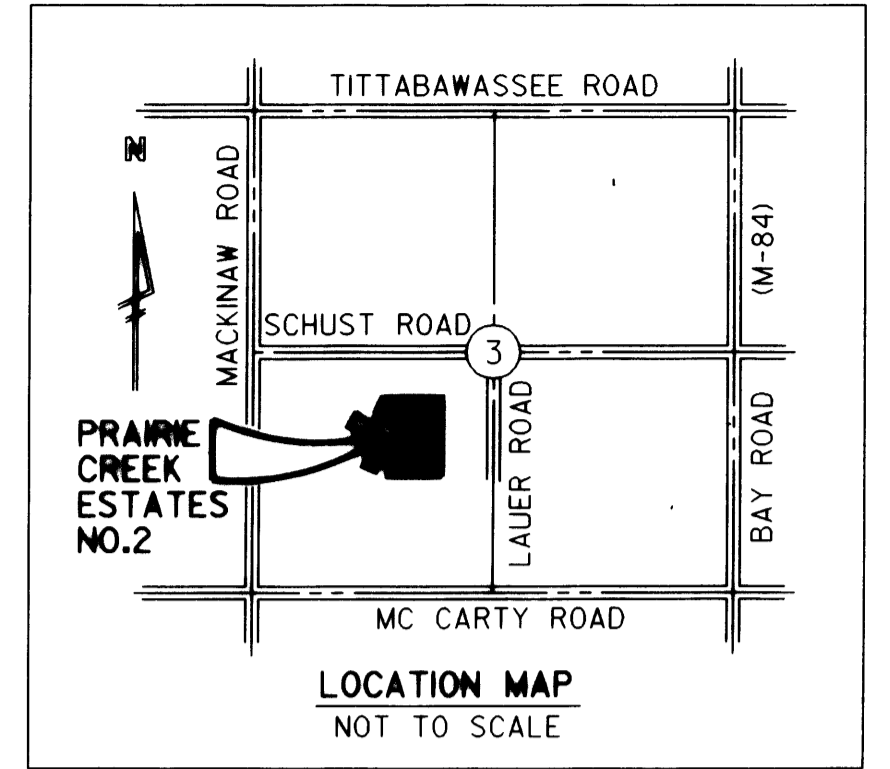 TITTABAWASSEE ROAD
N
MACKINAW ROAD
(M-84)
SCHUST ROAD
3
PRAIRIE
CREEK
ESTATES
NO.2
LAUER ROAD
BAY ROAD
MC CARTY ROAD
LOCATION MAP
NOT TO SCALE